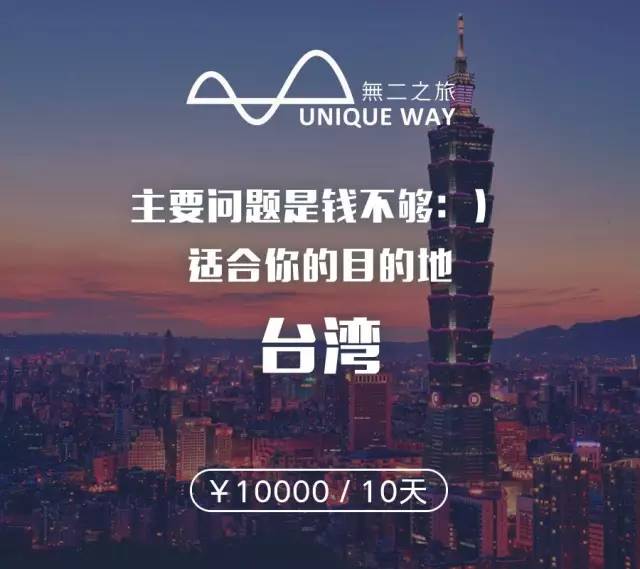 無二之旅
UNIQUE WAY
主要问题是钱不够：)
适合你的目的地
台湾
¥10000 / 10天